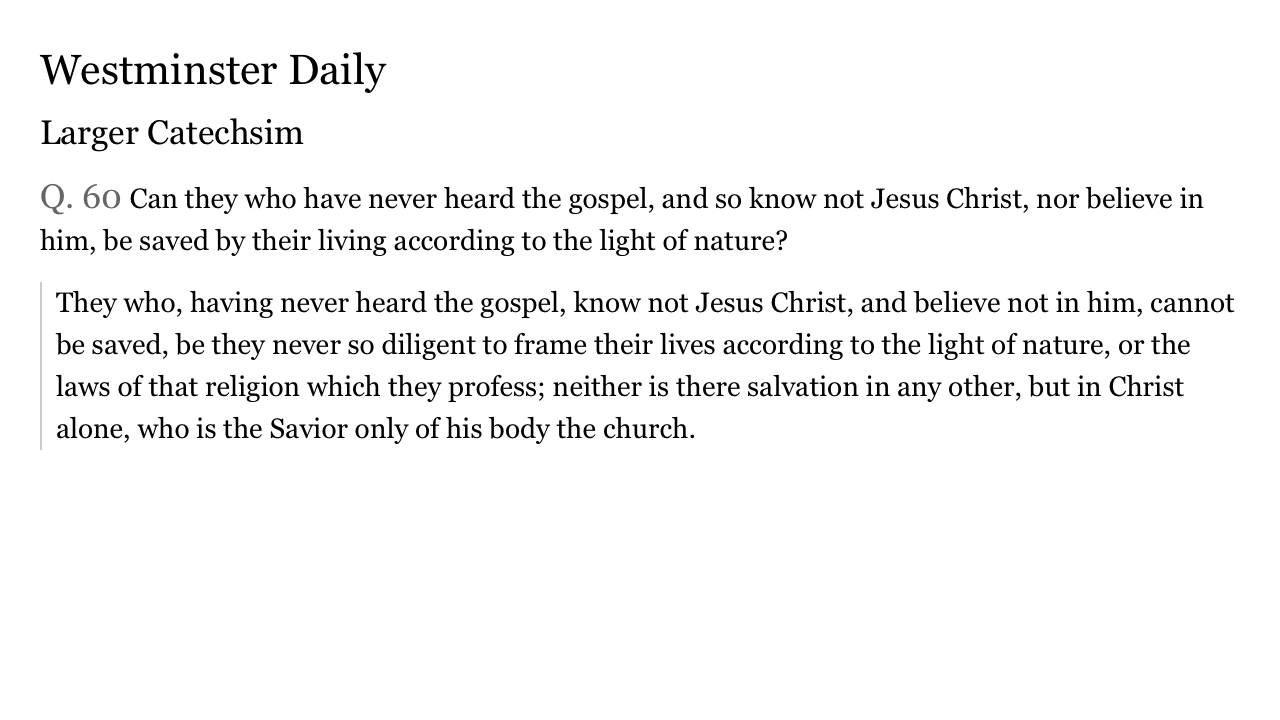 Westminster Daily
Larger Catechsim
Q. 60 Can they who have never heard the gospel, and so know not Jesus Christ, nor believe in
him, be saved by their living according to the light of nature?
They who, having never heard the gospel, know not Jesus Christ, and believe not in him, cannot
be saved, be they never so diligent to frame their lives according to the light of nature, or the
laws of that religion which they profess; neither is there salvation in any other, but in Christ
alone, who is the Savior only of his body the church.